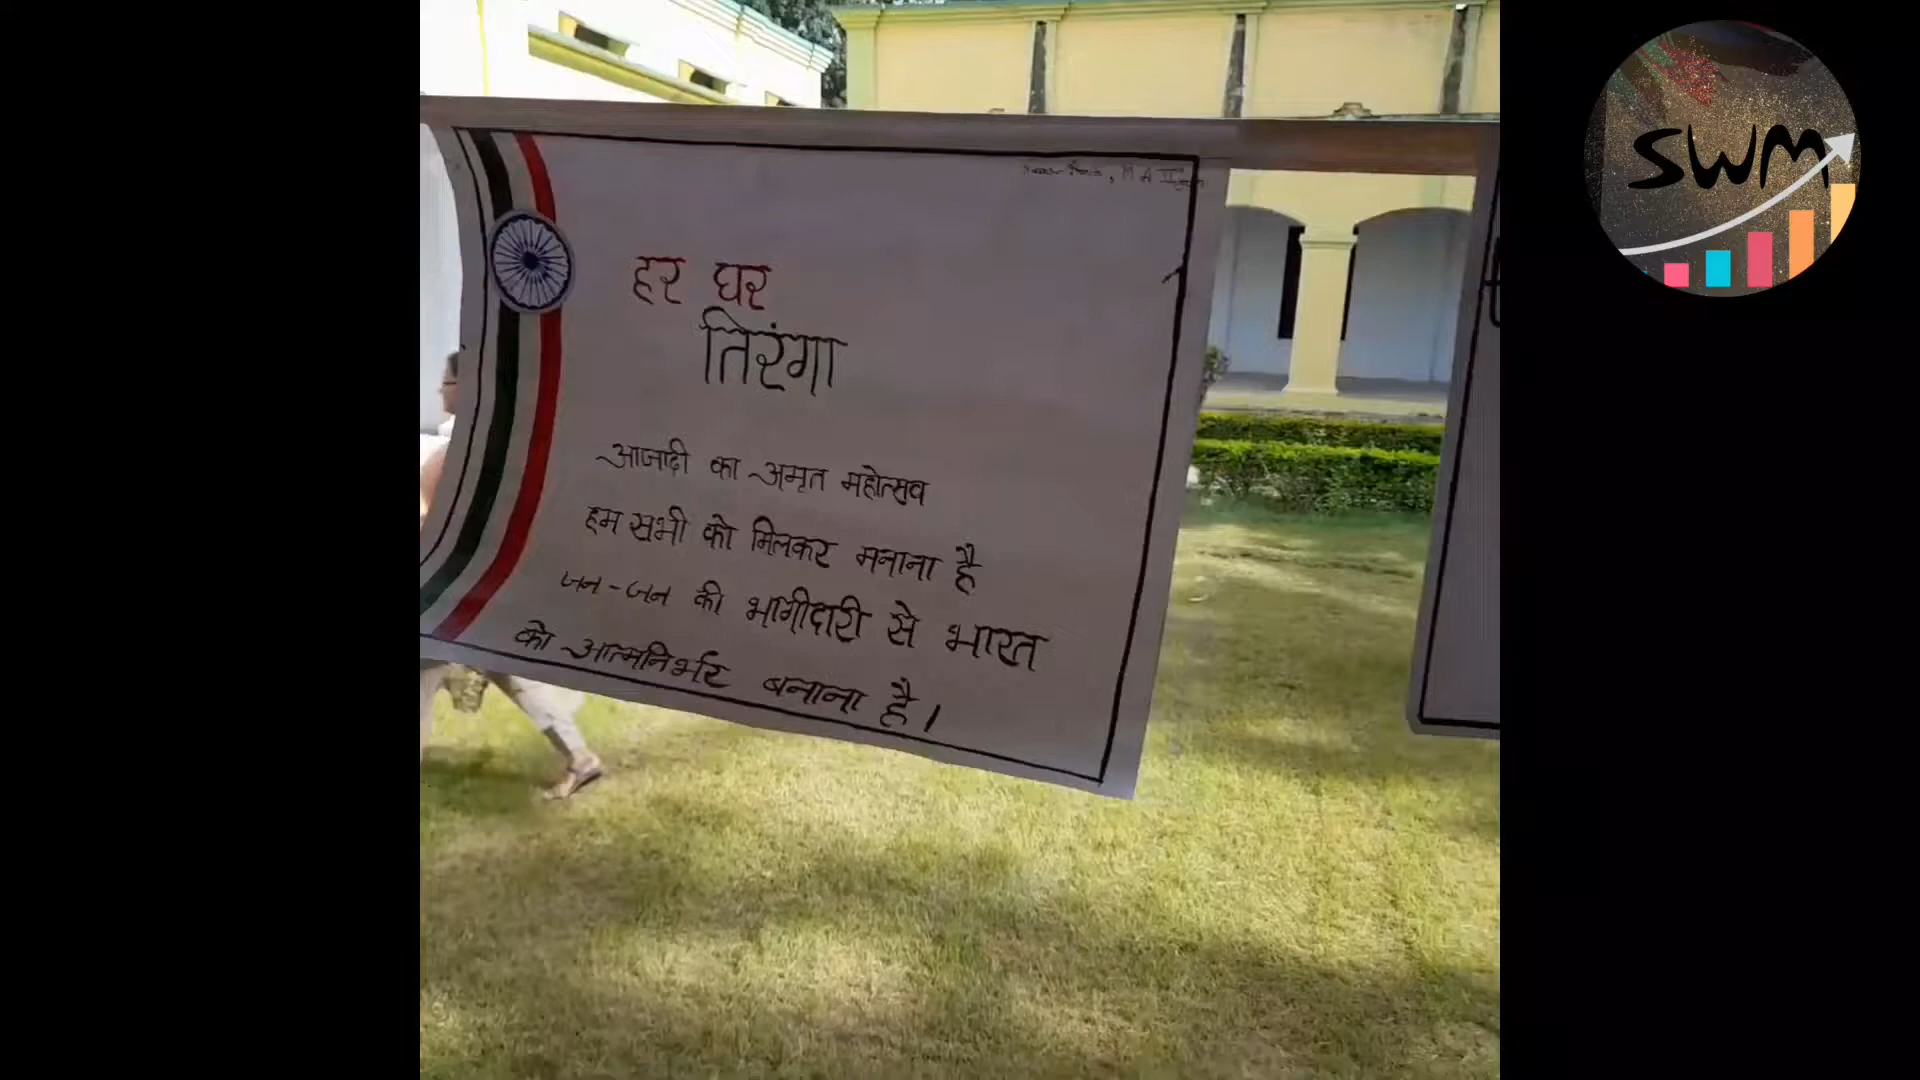 SWM
हर घर
तिरंगा
आजादी का अमृत महोत्सव
हम सभी को मिलकर मनाना है
जन-जन की भागीदारी से भारत
को आत्मनिर्भर बनाना है।